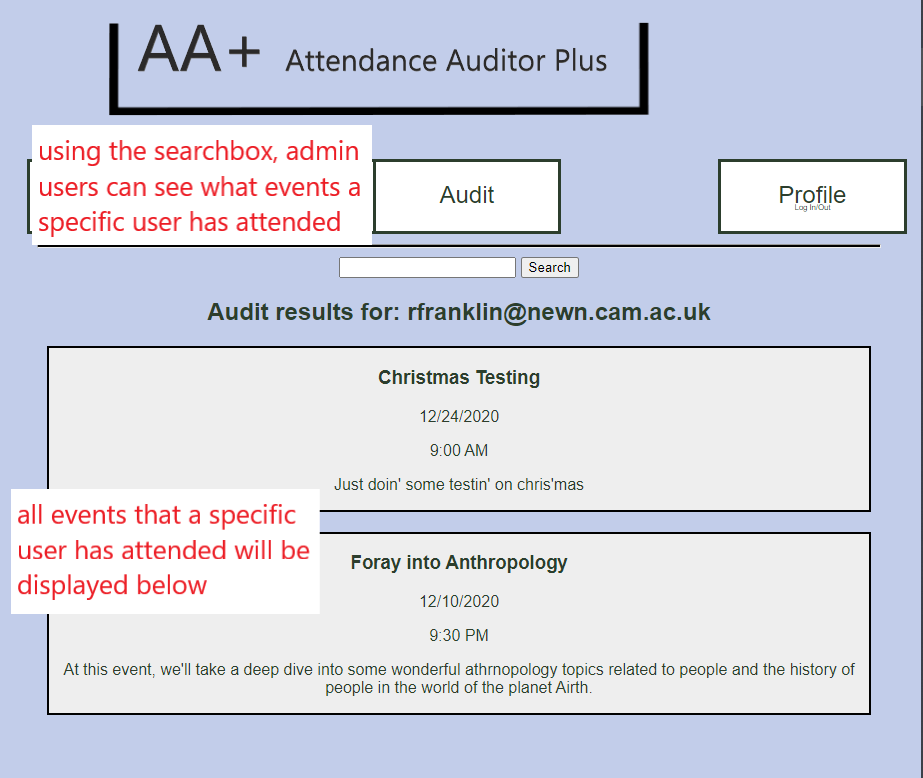 AA+ Attendance Auditor Plus
using the searchbox, admin
users can see what events a
specific user has attended
Audit
Profile
Log In/Out
Search
Audit results for: rfranklin@newn.cam.ac.uk
Christmas Testing
12/24/2020
9:00 AM
Just doin' some testin' on chris'mas
all events that a specific
user has attended will be
displayed below
Foray into Anthropology
12/10/2020
9:30 PM
At this event, we'll take a deep dive into some wonderful athrnopology topics related to people and the history of
people in the world of the planet Airth.